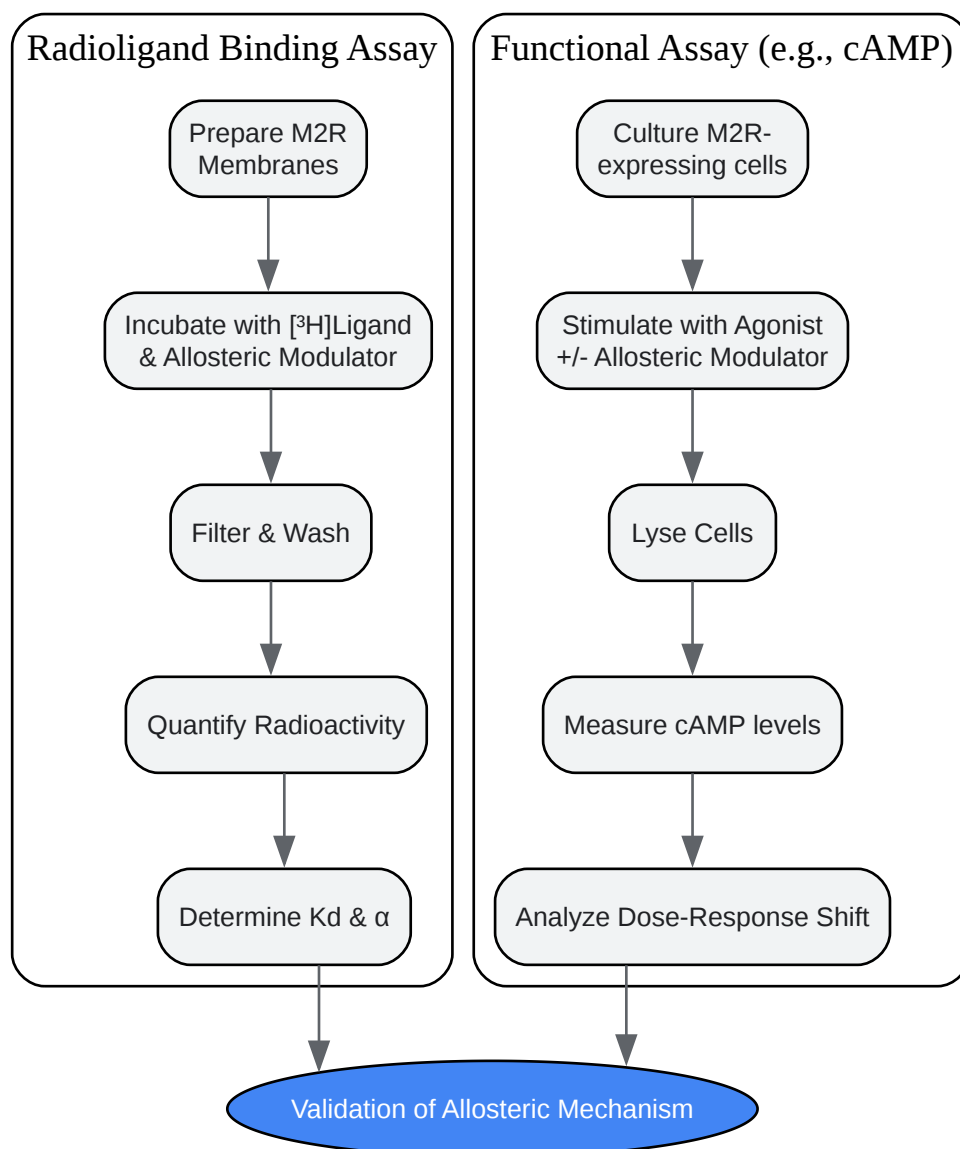 Radioligand Binding Assay
Prepare M2R
Membranes
Incubate with [³H]Ligand
& Allosteric Modulator
Filter & Wash
Quantify Radioactivity
Determine Kd & α
Functional Assay (e.g., cAMP)
Culture M2R-
expressing cells
Stimulate with Agonist
+/- Allosteric Modulator
Lyse Cells
Measure cAMP levels
Analyze Dose-Response Shift
Validation of Allosteric Mechanism